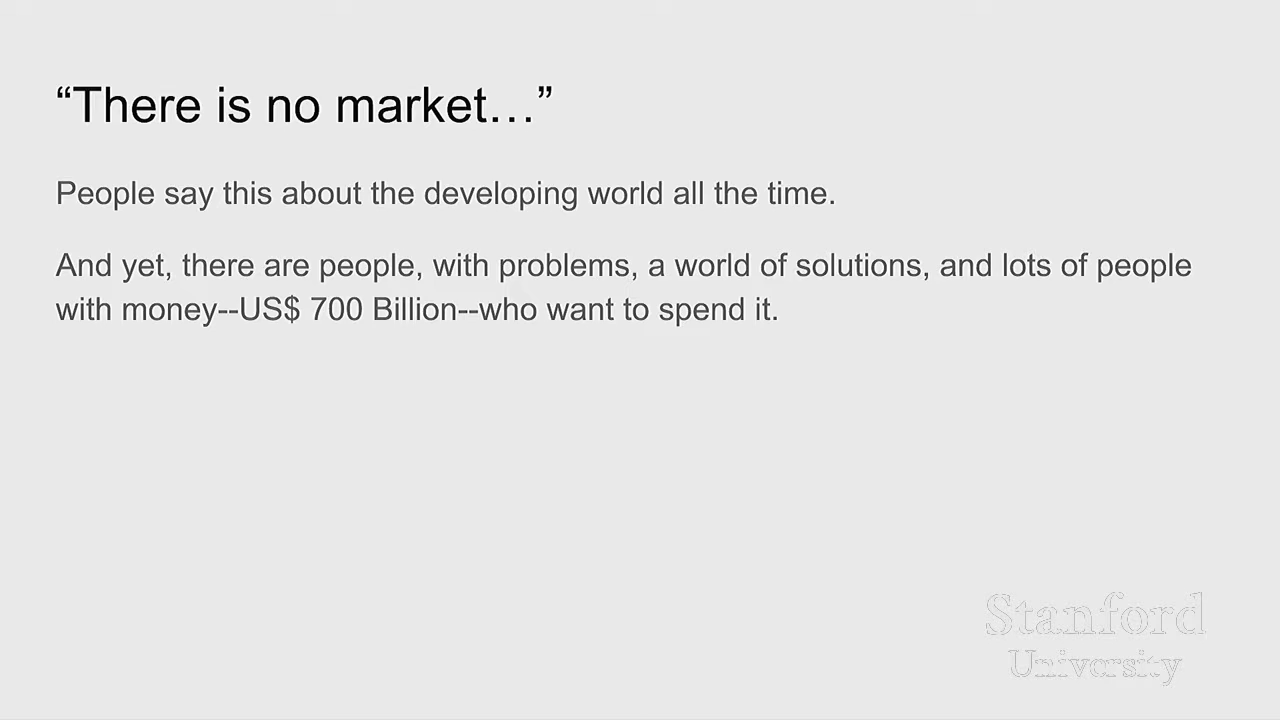 “There is no market…”
People say this about the developing world all the time.
And yet, there are people, with problems, a world of solutions, and lots of people
with money--US$ 700 Billion--who want to spend it.
Stanford
University